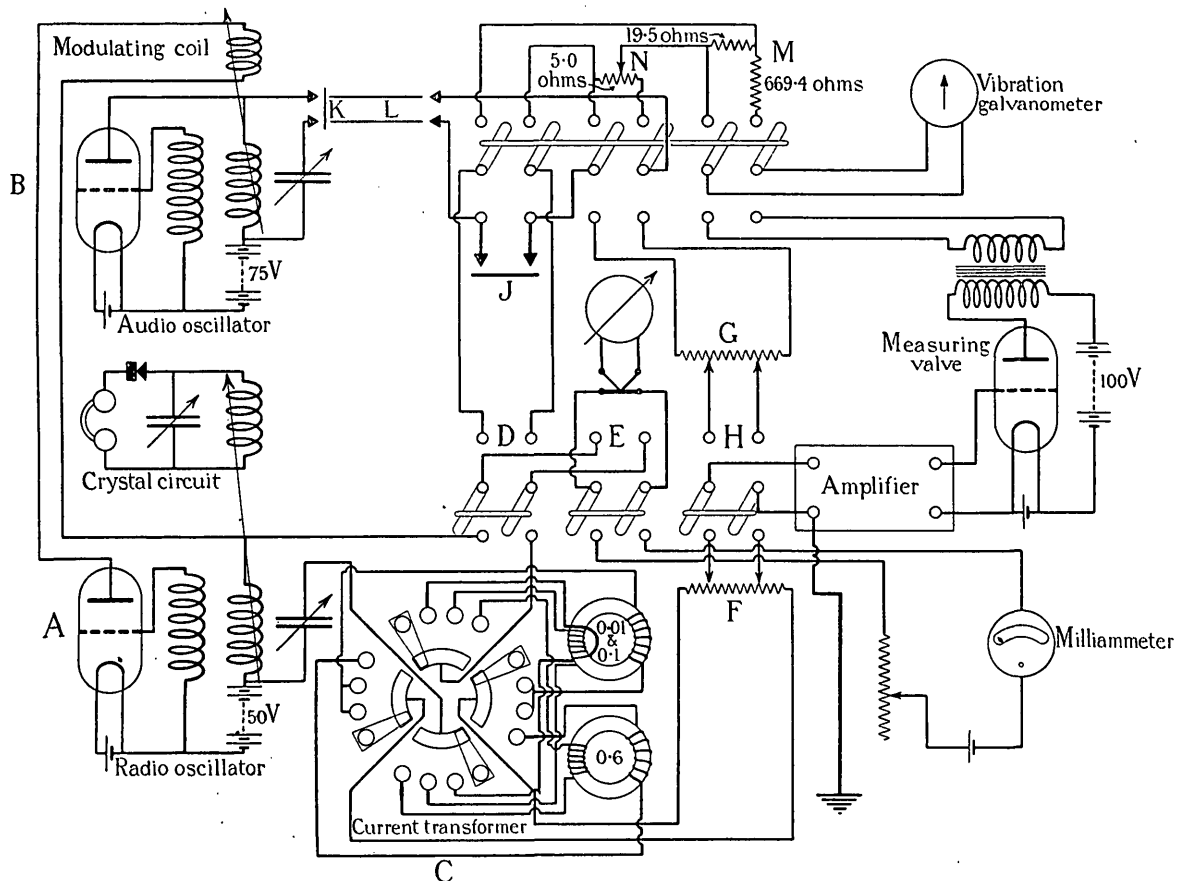 Modulating coil
19.5 ohms
M
5.0
ohms
N
669.4 ohms
Vibration
galvanometer
K L
B
75V
Audio oscillator
J
G
Measuring
valve
100V
D E H
Crystal circuit
Amplifier
A
F
0.01
&
0.1
Milliammeter
50V
Radio oscillator
0.6
Current transformer
C